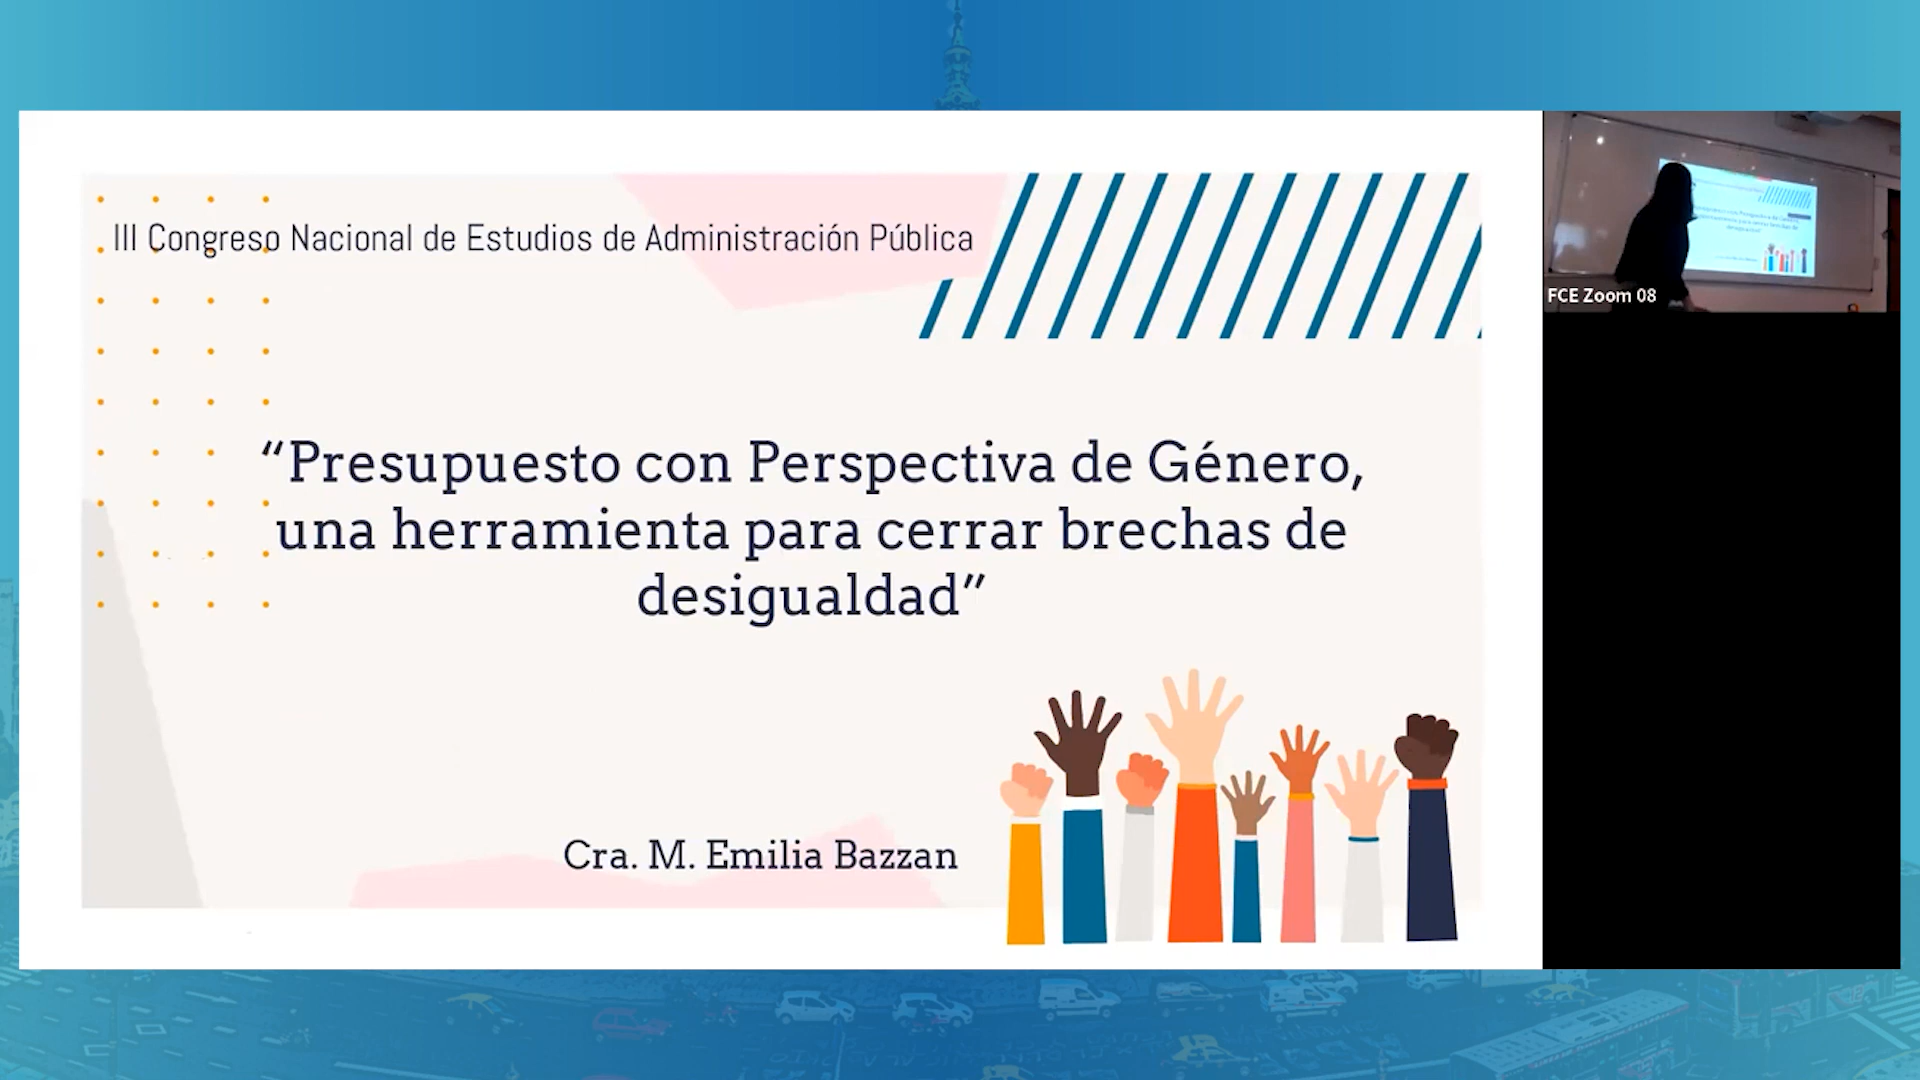 III Congreso Nacional de Estudios de Administración Pública
“Presupuesto con Perspectiva de Género,
una herramienta para cerrar brechas de
desigualdad”
Cra. M. Emilia Bazzan
FCE Zoom 08